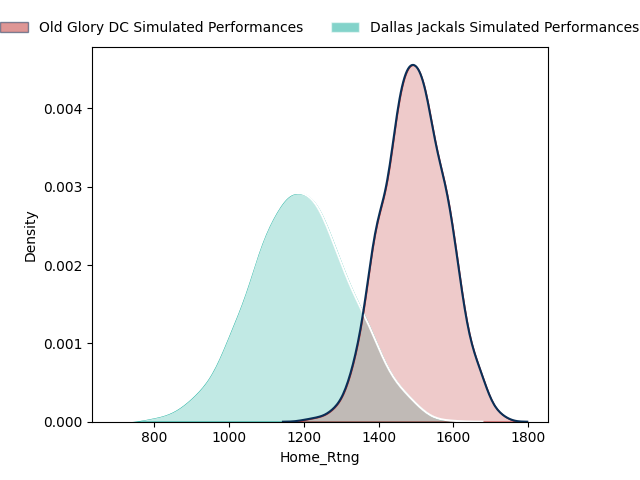 Old Glory DC Simulated Performances Dallas Jackals Simulated Performances
0.004
0.003
0.002
0.001
0.000
Density
800 1000 1200 1400 1600 1800
Home_Rtng